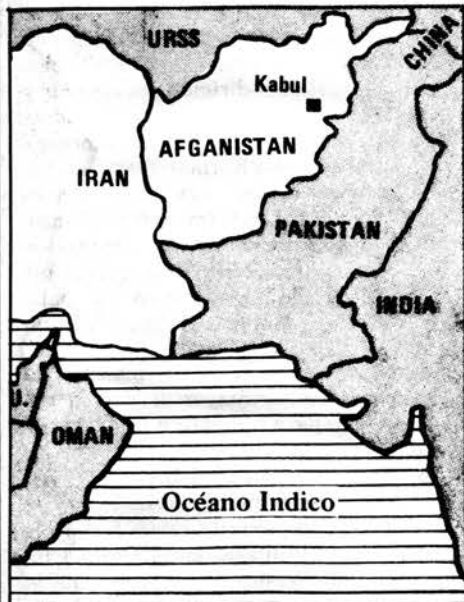 URSS
CHINA
Kabul
AFGANISTAN
IRAN
PAKISTAN
INDIA
U.
OMAN
Océano Indico